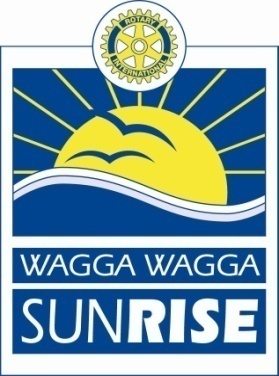 ROTARY
INTERNATIONAL
WAGGA WAGGA
SUNRISE